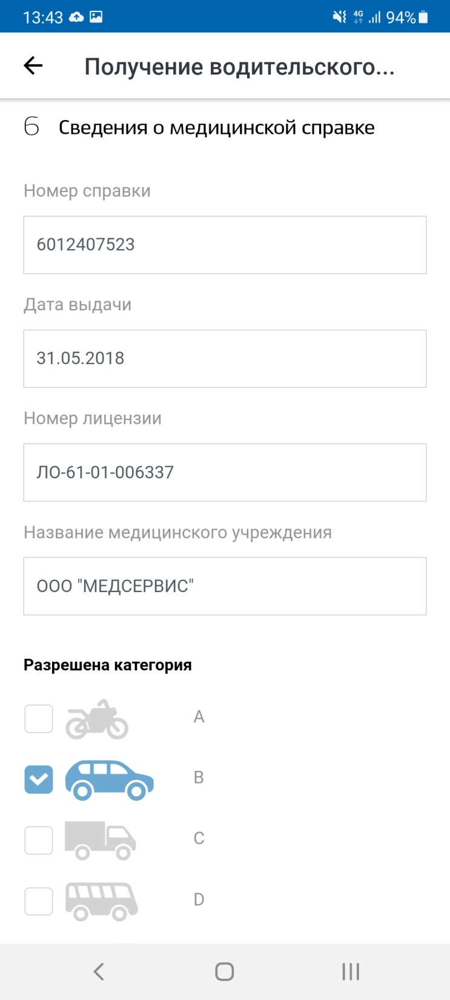 13:43 4G 94%
Получение водительского...
6 Сведения о медицинской справке
Номер справки
6012407523
Дата выдачи
31.05.2018
Номер лицензии
ЛО-61-01-006337
Название медицинского учреждения
ООО "МЕДСЕРВИС"
Разрешена категория
A
B
C
D